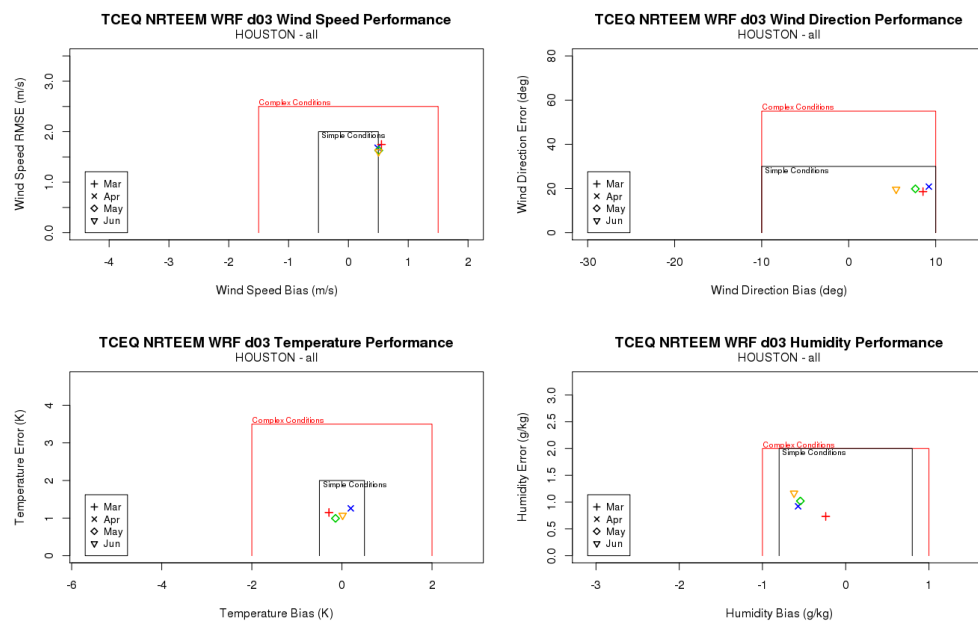 TCEQ NRTEEM WRF d03 Wind Speed Performance
HOUSTON - all
Wind Speed RMSE (m/s)
3.0
2.0
1.0
0.0
Complex Conditions
Simple Conditions
Mar
Apr
May
Jun
-4 -3 -2 -1 0 1 2
Wind Speed Bias (m/s)
TCEQ NRTEEM WRF d03 Wind Direction Performance
HOUSTON - all
Wind Direction Error (deg)
80
60
40
20
0
Complex Conditions
Simple Conditions
Mar
Apr
May
Jun
-30 -20 -10 0 10
Wind Direction Bias (deg)
TCEQ NRTEEM WRF d03 Temperature Performance
HOUSTON - all
Temperature Error (K)
4
3
2
1
0
Complex Conditions
Simple Conditions
Mar
Apr
May
Jun
-6 -4 -2 0 2
Temperature Bias (K)
TCEQ NRTEEM WRF d03 Humidity Performance
HOUSTON - all
Humidity Error (g/kg)
3.0
2.5
2.0
1.5
1.0
0.5
0.0
Complex Conditions
Simple Conditions
Mar
Apr
May
Jun
-3 -2 -1 0 1
Humidity Bias (g/kg)